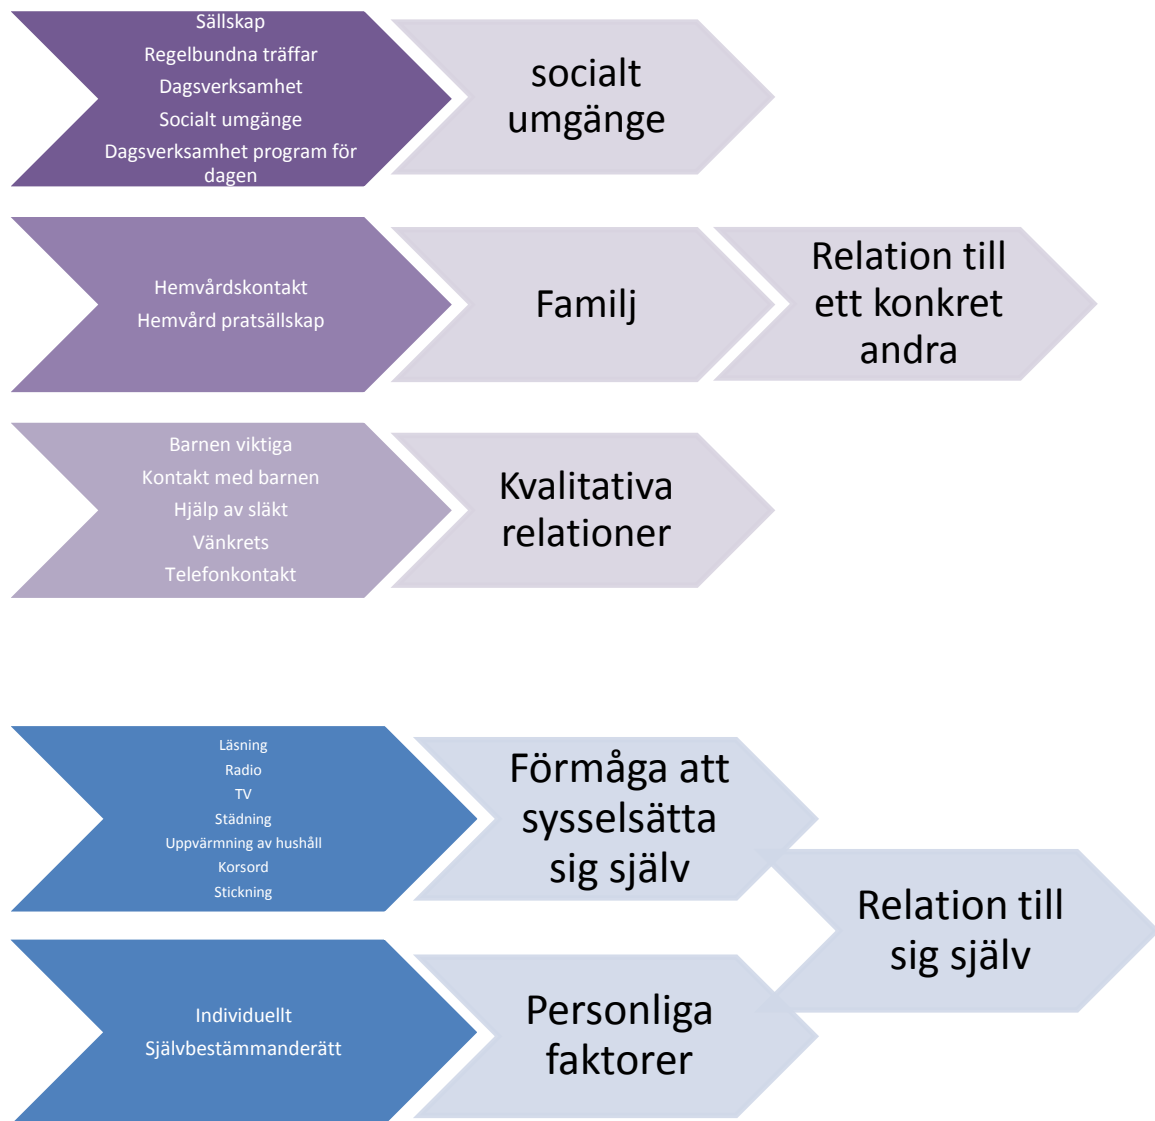 Sällskap
Regelbundna träffar
Dagsverksamhet
Socialt umgänge
Dagsverksamhet program för
dagen
socialt
umgänge
Hemvårdskontakt
Hemvård pratsällskap
Familj
Relation till
ett konkret
andra
Barnen viktiga
Kontakt med barnen
Hjälp av släkt
Vänkrets
Telefonkontakt
Kvalitativa
relationer
Läsning
Radio
TV
Städning
Uppvärmning av hushåll
Korsord
Stickning
Förmåga att
sysselsätta
sig själv
Relation till
sig själv
Individuellt
Självbestämmanderätt
Personliga
faktorer